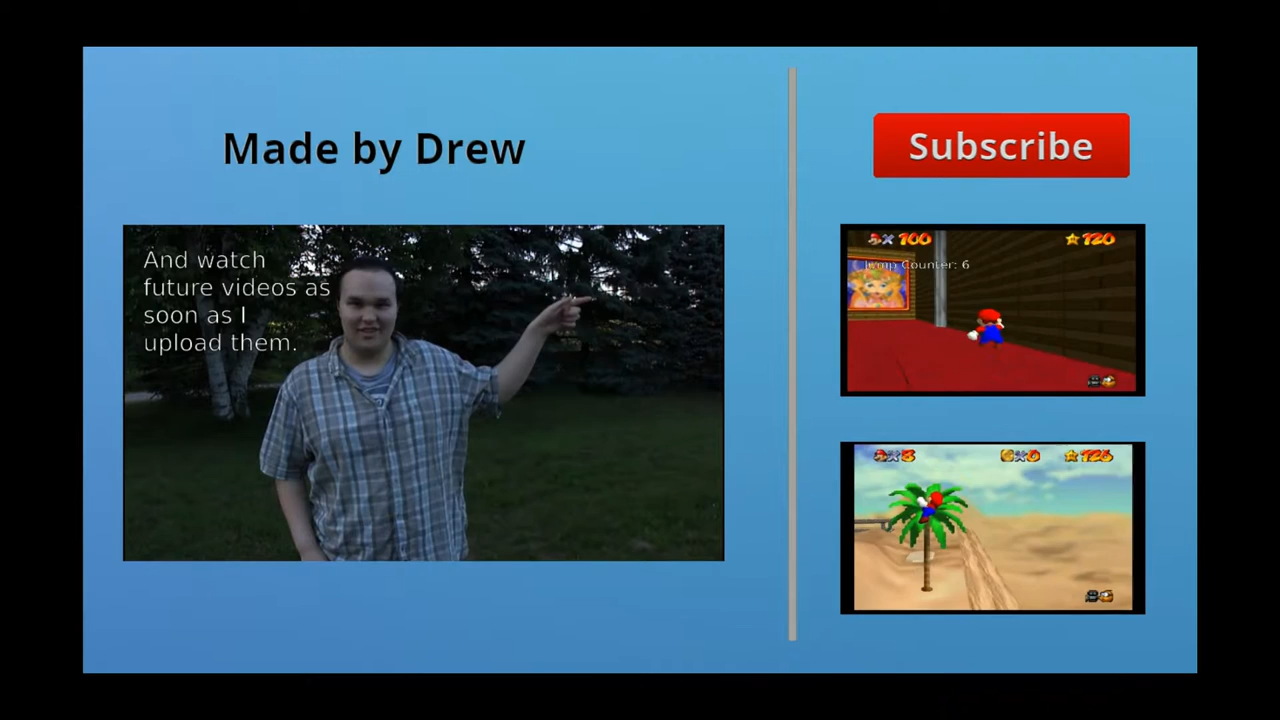 Made by Drew
Subscribe
And watch
future videos as
soon as I
upload them.
100
120
Jump Counter: 6
8
0
126